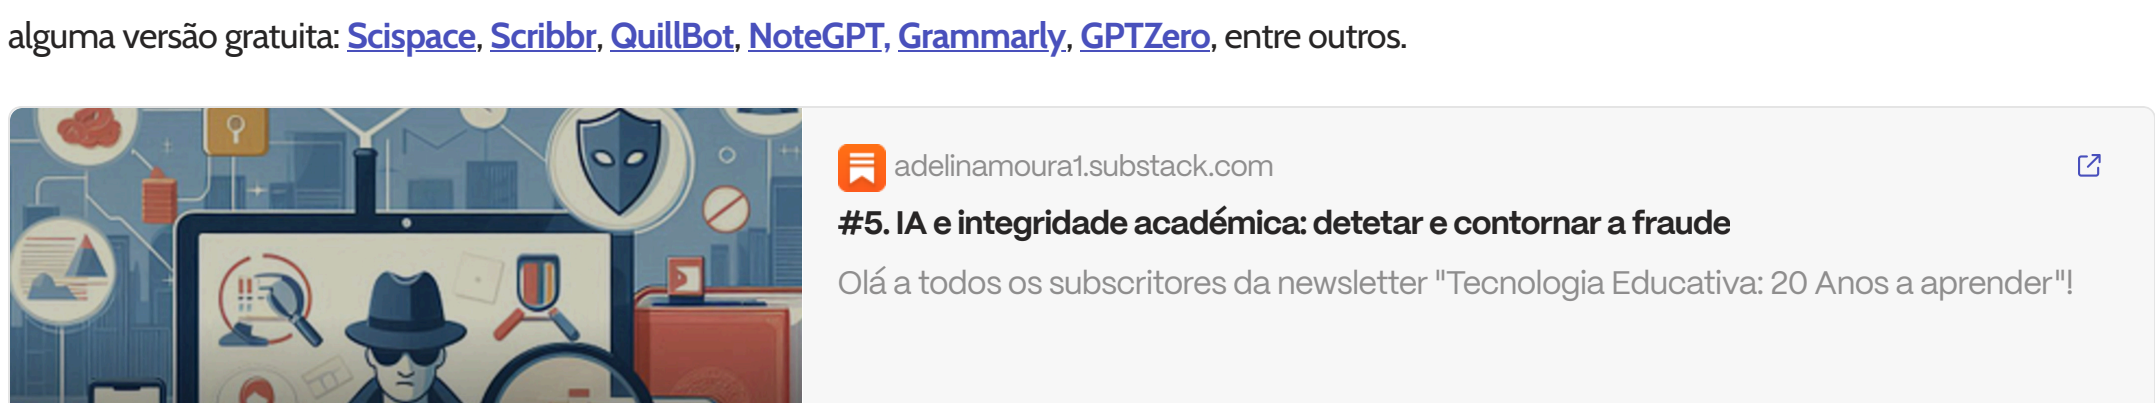 alguma versão gratuita: Scispace, Scribbr, QuillBot, NoteGPT, Grammarly, GPTZero, entre outros.
adelinamoura1.substack.com
#5. IA e integridade académica: detetar e contornar a fraude
Olá a todos os subscritores da newsletter "Tecnologia Educativa: 20 Anos a aprender"!